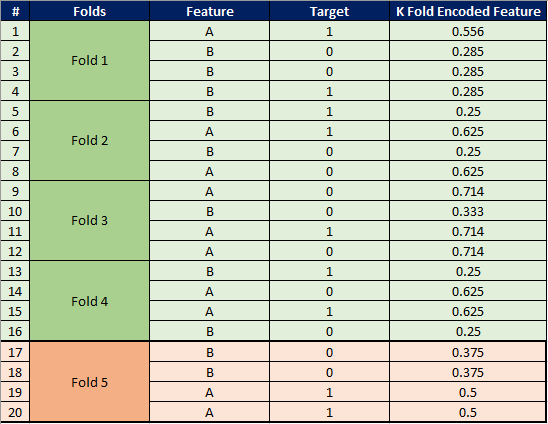 # Folds Feature Target K Fold Encoded Feature
1 Fold 1 A 1 0.556
2 B 0 0.285
3 B 0 0.285
4 B 1 0.285
5 Fold 2 B 1 0.25
6 A 1 0.625
7 B 0 0.25
8 A 0 0.625
9 Fold 3 A 0 0.714
10 B 0 0.333
11 A 1 0.714
12 A 0 0.714
13 Fold 4 B 1 0.25
14 A 0 0.625
15 A 1 0.625
16 B 0 0.25
17 Fold 5 B 0 0.375
18 B 0 0.375
19 A 1 0.5
20 A 1 0.5